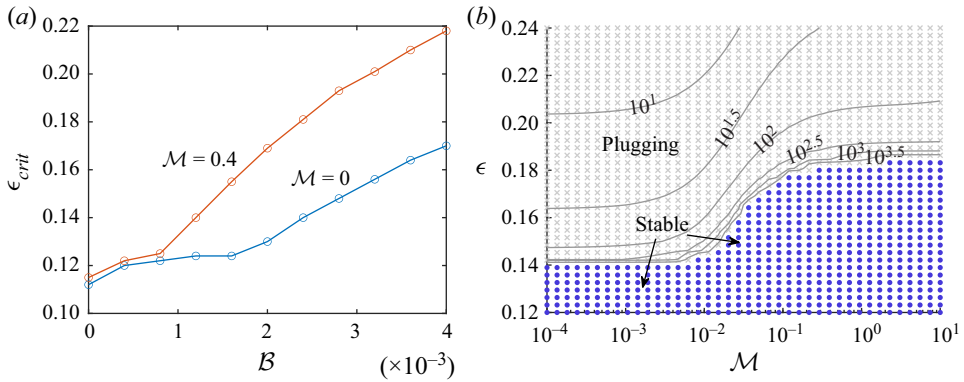 (a)
0.22
0.20
0.18
0.16
0.14
0.12
0.10
ϵcrit
ℳ = 0.4
ℳ = 0
0 1 2 3 4
ℬ (×10⁻³)
(b)
0.24
0.22
0.20
0.18
0.16
0.14
0.12
ϵ
10¹
10^1.5
10²
10^2.5
10³
10^3.5
Plugging
Stable
10⁻⁴ 10⁻³ 10⁻² 10⁻¹ 10⁰ 10¹
ℳ